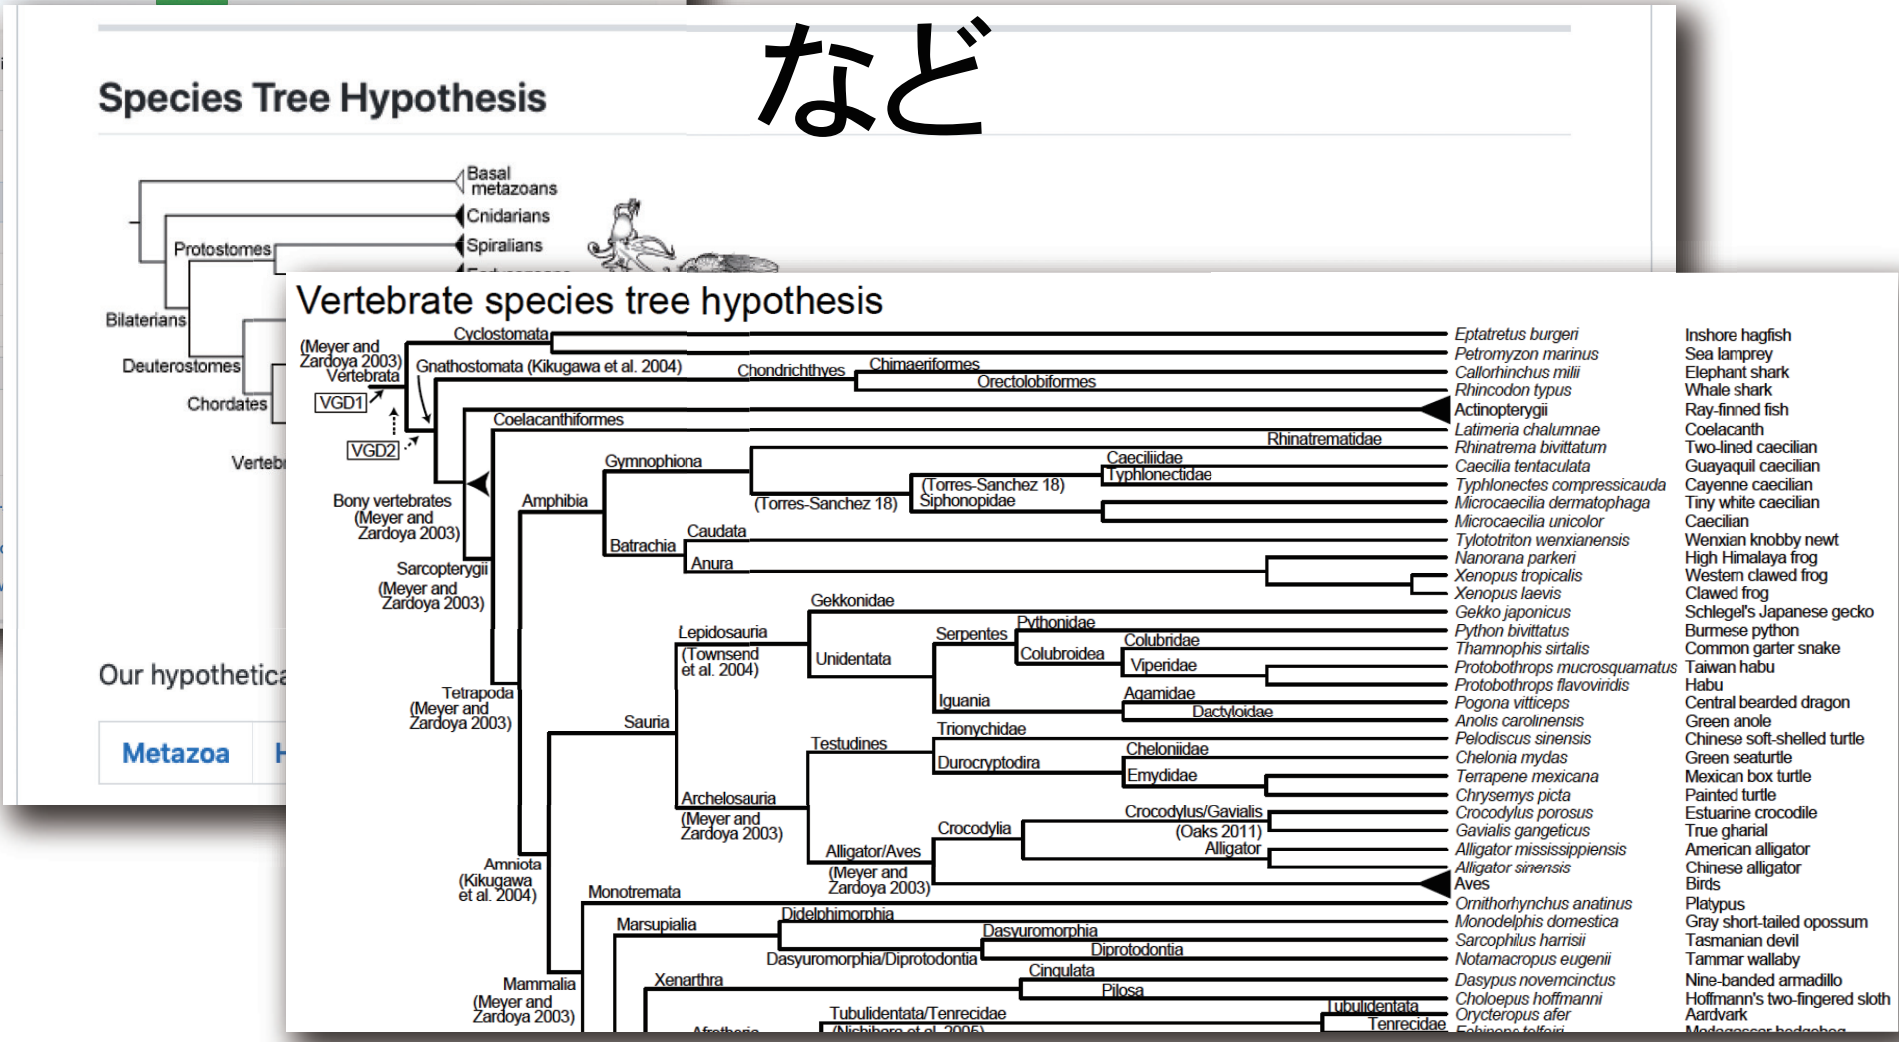 など
Species Tree Hypothesis
Basal
metazoans
Cnidarians
Protostomes
Spiralians
Bilaterians
Deuterostomes
Chordates
Our hypothetica
Metazoa
Vertebrate species tree hypothesis
(Meyer and
Zardoya 2003)
Vertebrata
VGD1
VGD2
Cyclostomata
Gnathostomata (Kikugawa et al. 2004)
Chondrichthyes
Chimaeriformes
Orectolobiformes
Coelacanthiformes
Bony vertebrates
(Meyer and
Zardoya 2003)
Sarcopterygii
(Meyer and
Zardoya 2003)
Tetrapoda
(Meyer and
Zardoya 2003)
Amphibia
Gymnophiona
Rhinatrematidae
(Torres-Sanchez 18)
(Torres-Sanchez 18)
Siphonopidae
Caeciliidae
Typhlonectidae
Batrachia
Caudata
Anura
Amniota
(Kikugawa
et al. 2004)
Sauria
Lepidosauria
(Townsend
et al. 2004)
Gekkonidae
Unidentata
Serpentes
Pythonidae
Colubroidea
Colubridae
Viperidae
Iguania
Agamidae
Dactyloidae
Archelosauria
(Meyer and
Zardoya 2003)
Testudines
Trionychidae
Durocryptodira
Cheloniidae
Emydidae
Alligator/Aves
(Meyer and
Zardoya 2003)
Crocodylia
Crocodylus/Gavialis
(Oaks 2011)
Alligator
Mammalia
(Meyer and
Zardoya 2003)
Monotremata
Marsupialia
Didelphimorphia
Dasyuromorphia/Diprotodontia
Dasyuromorphia
Diprotodontia
Xenarthra
Cingulata
Pilosa
Tubulidentata/Tenrecidae
Tubulidentata
Tenrecidae
Eptatretus burgeri Inshore hagfish
Petromyzon marinus Sea lamprey
Callorhinchus milii Elephant shark
Rhincodon typus Whale shark
Actinopterygii Ray-finned fish
Latimeria chalumnae Coelacanth
Rhinatrema bivittatum Two-lined caecilian
Caecilia tentaculata Guayaquil caecilian
Typhlonectes compressicauda Cayenne caecilian
Microcaecilia dermatophaga Tiny white caecilian
Microcaecilia unicolor Caecilian
Tylototriton wenxianensis Wenxian knobby newt
Nanorana parkeri High Himalaya frog
Xenopus tropicalis Western clawed frog
Xenopus laevis Clawed frog
Gekko japonicus Schlegel's Japanese gecko
Python bivittatus Burmese python
Thamnophis sirtalis Common garter snake
Protobothrops mucrosquamatus Taiwan habu
Protobothrops flavoviridis Habu
Pogona vitticeps Central bearded dragon
Anolis carolinensis Green anole
Pelodiscus sinensis Chinese soft-shelled turtle
Chelonia mydas Green seaturtle
Terrapene mexicana Mexican box turtle
Chrysemys picta Painted turtle
Crocodylus porosus Estuarine crocodile
Gavialis gangeticus True gharial
Alligator mississippiensis American alligator
Alligator sinensis Chinese alligator
Aves Birds
Ornithorhynchus anatinus Platypus
Monodelphis domestica Gray short-tailed opossum
Sarcophilus harrisii Tasmanian devil
Notamacropus eugenii Tammar wallaby
Dasypus novemcinctus Nine-banded armadillo
Choloepus hoffmanni Hoffmann's two-fingered sloth
Orycteropus afer Aardvark